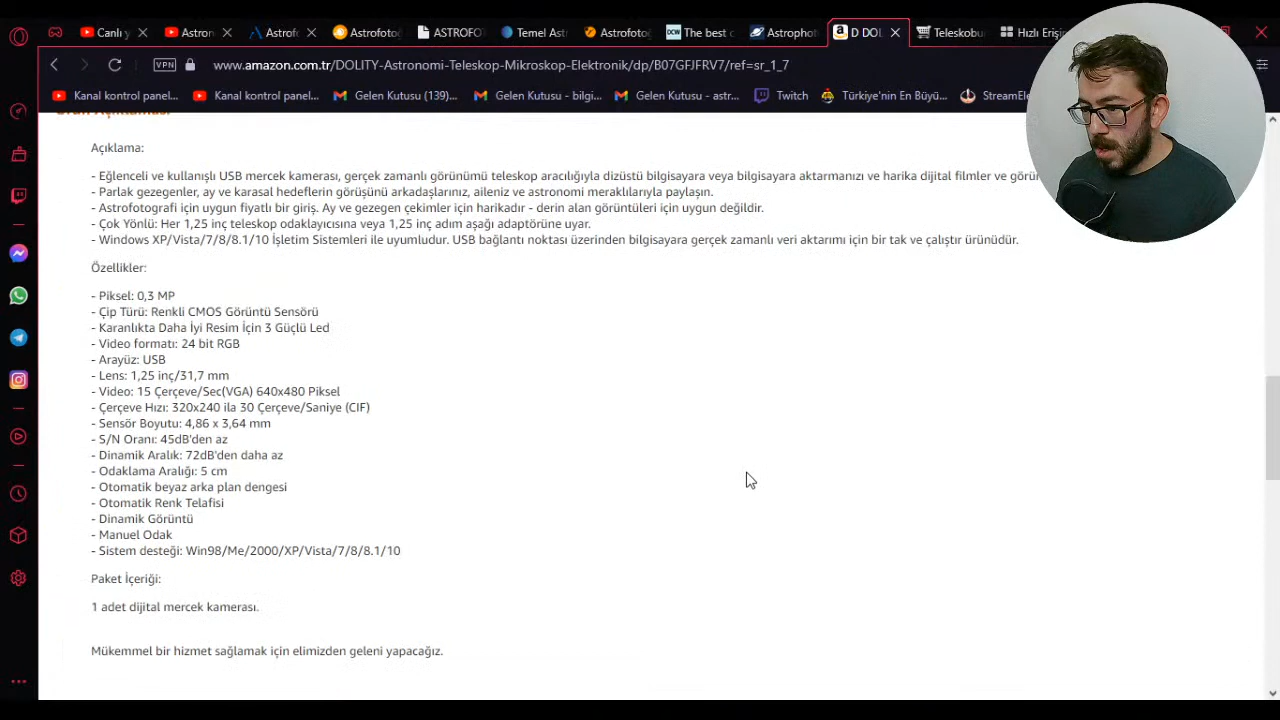 Canlı y
Astron
Astrofo
Astrofoto
ASTROFO
Temel Ast
Astrofoto
DCW The best c
Astrophot
D DOL
Teleskobu
Hızlı Erişim
VPN www.amazon.com.tr/DOLITY-Astronomi-Teleskop-Mikroskop-Elektronik/dp/B07GFJFRV7/ref=sr_1_7
Kanal kontrol panel...
Kanal kontrol panel...
Gelen Kutusu (139)...
Gelen Kutusu - bilgi...
Gelen Kutusu - astr...
Twitch
Türkiye'nin En Büyü...
StreamEle
Ürün Açıklaması
Açıklama:
- Eğlenceli ve kullanışlı USB mercek kamerası, gerçek zamanlı görünümü teleskop aracılığıyla dizüstü bilgisayara veya bilgisayara aktarmanızı ve harika dijital filmler ve görün
- Parlak gezegenler, ay ve karasal hedeflerin görüşünü arkadaşlarınız, aileniz ve astronomi meraklılarıyla paylaşın.
- Astrofotografi için uygun fiyatlı bir giriş. Ay ve gezegen çekimler için harikadır - derin alan görüntüleri için uygun değildir.
- Çok Yönlü: Her 1,25 inç teleskop odaklayıcısına veya 1,25 inç adım aşağı adaptörüne uyar.
- Windows XP/Vista/7/8/8.1/10 İşletim Sistemleri ile uyumludur. USB bağlantı noktası üzerinden bilgisayara gerçek zamanlı veri aktarımı için bir tak ve çalıştır üründür.
Özellikler:
- Piksel: 0,3 MP
- Çip Türü: Renkli CMOS Görüntü Sensörü
- Karanlıkta Daha İyi Resim İçin 3 Güçlü Led
- Video formatı: 24 bit RGB
- Arayüz: USB
- Lens: 1,25 inç/31,7 mm
- Video: 15 Çerçeve/Sec(VGA) 640x480 Piksel
- Çerçeve Hızı: 320x240 ila 30 Çerçeve/Saniye (CIF)
- Sensör Boyutu: 4,86 x 3,64 mm
- S/N Oranı: 45dB'den az
- Dinamik Aralık: 72dB'den daha az
- Odaklama Aralığı: 5 cm
- Otomatik beyaz arka plan dengesi
- Otomatik Renk Telafisi
- Dinamik Görüntü
- Manuel Odak
- Sistem desteği: Win98/Me/2000/XP/Vista/7/8/8.1/10
Paket İçeriği:
1 adet dijital mercek kamerası.
Mükemmel bir hizmet sağlamak için elimizden geleni yapacağız.